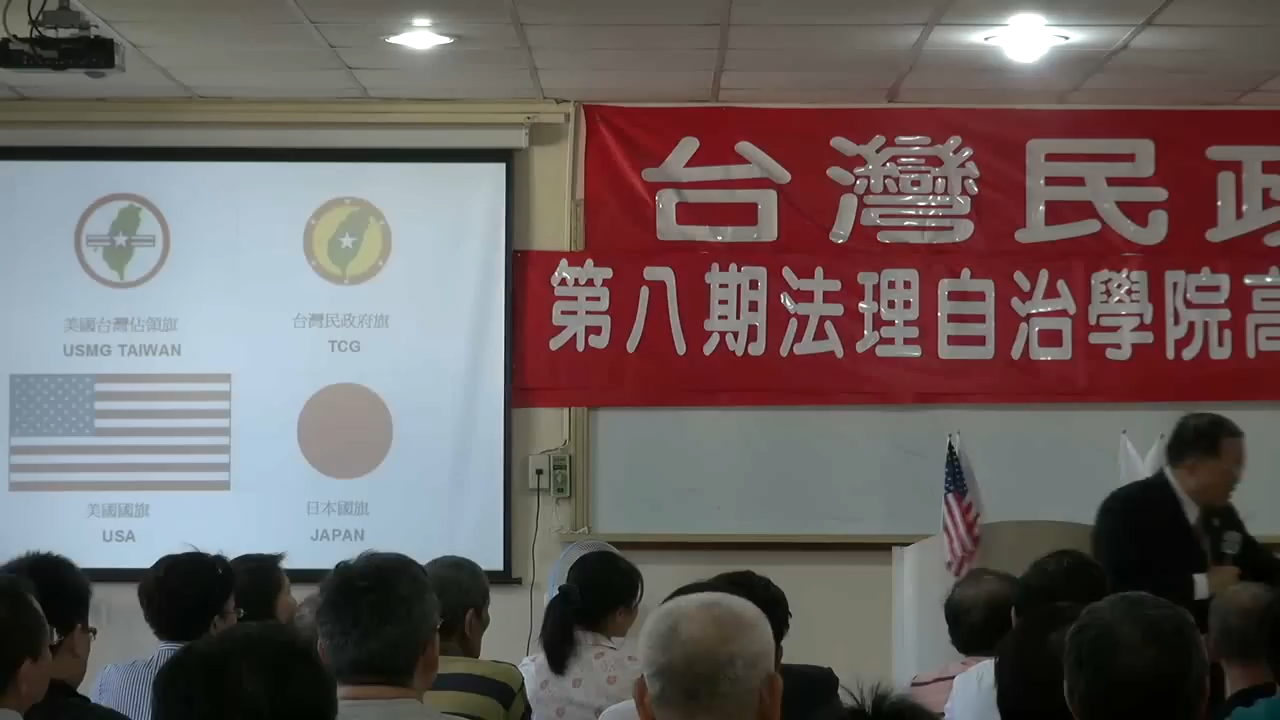 美國台灣佔領旗
USMG TAIWAN
台灣民政府旗
TCG
美國國旗
USA
日本國旗
JAPAN
台灣民政
第八期法理自治學院高